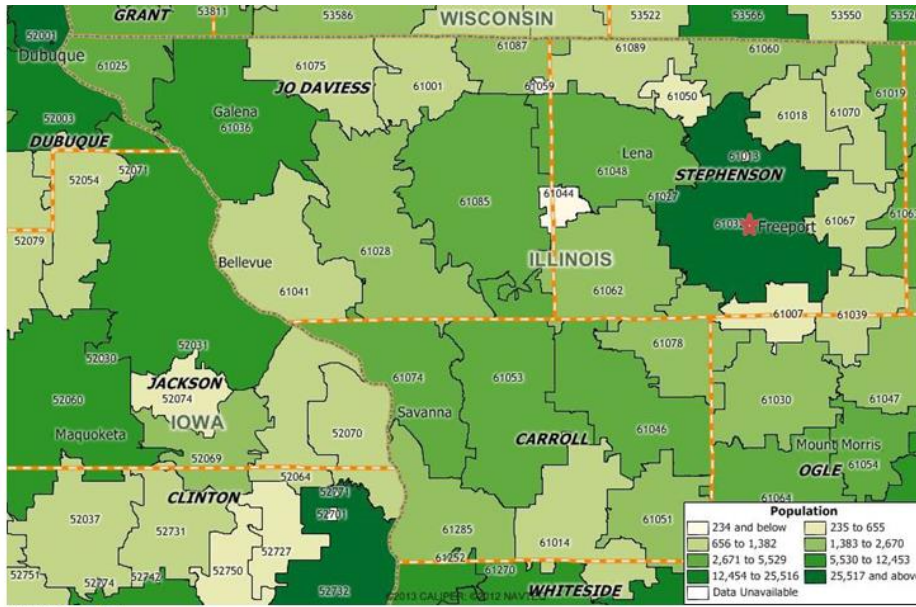 GRANT
53811
53586
WISCONSIN
53522
53566
53550
52001
Dubuque
61025
61075
61087
61089
61060
61019
JO DAVIESS
61001
61059
61050
Galena
61036
61018
61070
52003
DUBUQUE
52071
52054
Lena
61048
61013
STEPHENSON
61085
61044
61027
61067
52079
61028
Freeport
Bellevue
ILLINOIS
61041
61062
61007
61039
52031
52030
61078
61074
61053
JACKSON
52074
52060
IOWA
Savanna
61030
61047
52070
61046
Maquoketa
CARROLL
Mount Morris
52069
61054
OGLE
52064
CLINTON
52771
61064
52037
52701
61051
52731
61285
61014
52727
61252
52751
52774
52742
52750
61270
52732
WHITESIDE
©2013 CALIPER; ©2012 NAVTEQ
Population
234 and below
235 to 655
656 to 1,382
1,383 to 2,670
2,671 to 5,529
5,530 to 12,453
12,454 to 25,516
25,517 and above
Data Unavailable